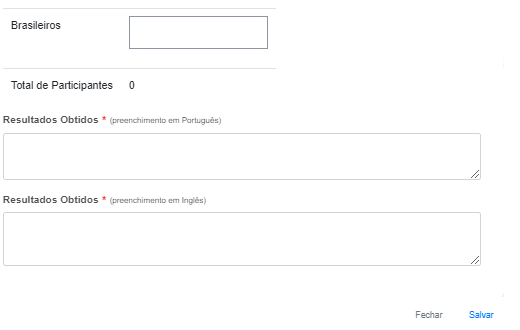 Brasileiros
Total de Participantes 0
Resultados Obtidos * (preenchimento em Português)
Resultados Obtidos * (preenchimento em Inglês)
Fechar Salvar